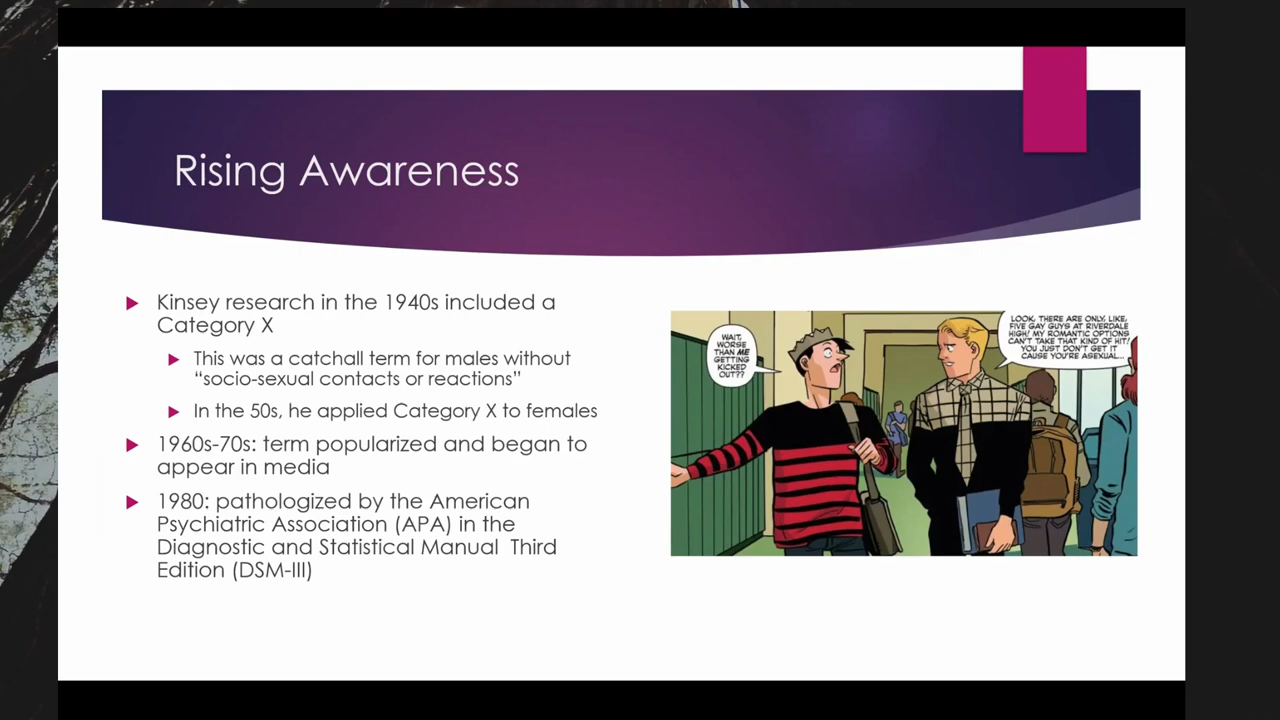 Rising Awareness
Kinsey research in the 1940s included a
Category X
This was a catchall term for males without
“socio-sexual contacts or reactions”
In the 50s, he applied Category X to females
1960s-70s: term popularized and began to
appear in media
1980: pathologized by the American
Psychiatric Association (APA) in the
Diagnostic and Statistical Manual Third
Edition (DSM-III)
WAIT,
WORSE
THAN ME
GETTING
KICKED
OUT??
LOOK, THERE ARE ONLY, LIKE,
FIVE GAY GUYS AT RIVERDALE
HIGH! MY ROMANTIC OPTIONS
CAN'T TAKE THAT KIND OF HIT!
YOU JUST DON'T GET IT
CAUSE YOU'RE ASEXUAL...